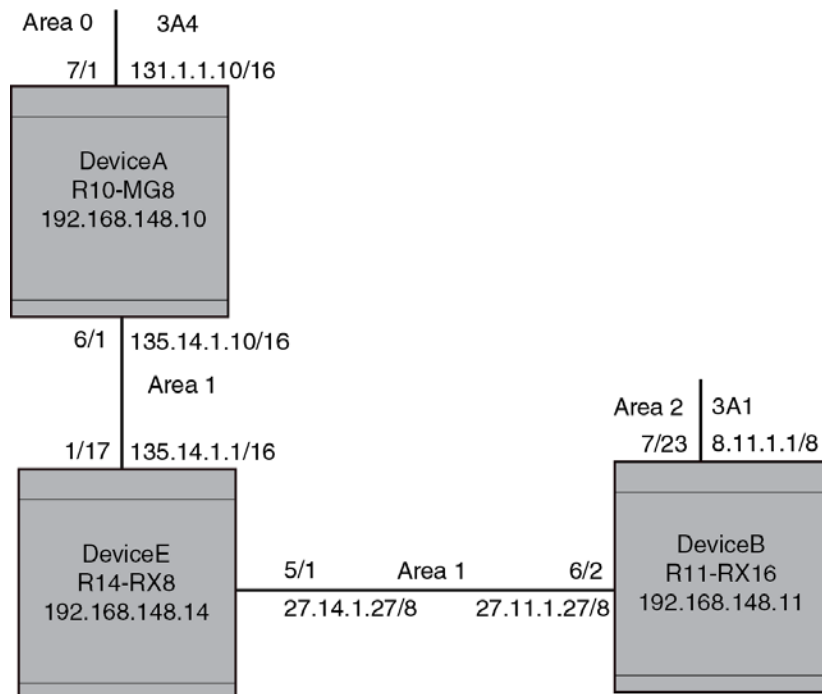 Area 0 3A4
7/1 131.1.1.10/16
DeviceA
R10-MG8
192.168.148.10
6/1 135.14.1.10/16
Area 1
1/17 135.14.1.1/16
DeviceE
R14-RX8
192.168.148.14
5/1 Area 1 6/2
27.14.1.27/8 27.11.1.27/8
Area 2 3A1
7/23 8.11.1.1/8
DeviceB
R11-RX16
192.168.148.11